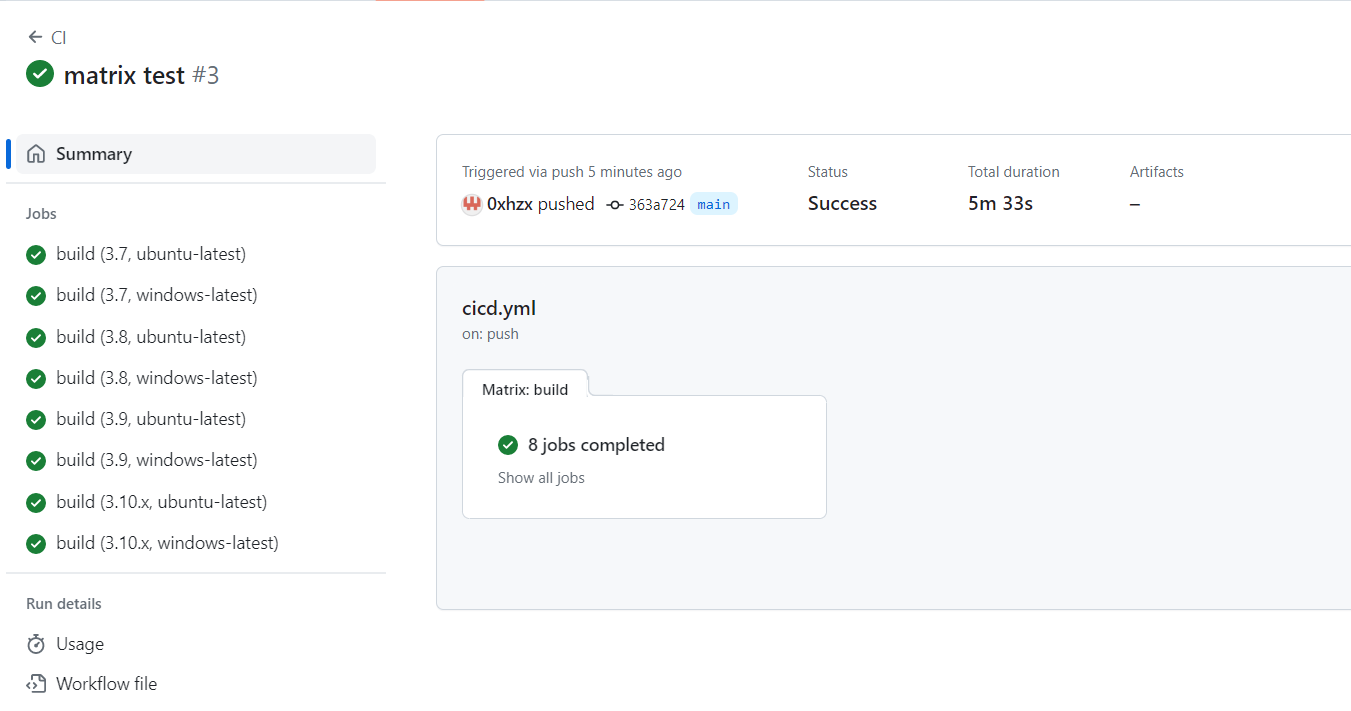 ← CI
matrix test #3
Summary
Jobs
build (3.7, ubuntu-latest)
build (3.7, windows-latest)
build (3.8, ubuntu-latest)
build (3.8, windows-latest)
build (3.9, ubuntu-latest)
build (3.9, windows-latest)
build (3.10.x, ubuntu-latest)
build (3.10.x, windows-latest)
Run details
Usage
Workflow file
Triggered via push 5 minutes ago
0xhzx pushed 363a724 main
Status
Success
Total duration
5m 33s
Artifacts
–
cicd.yml
on: push
Matrix: build
8 jobs completed
Show all jobs